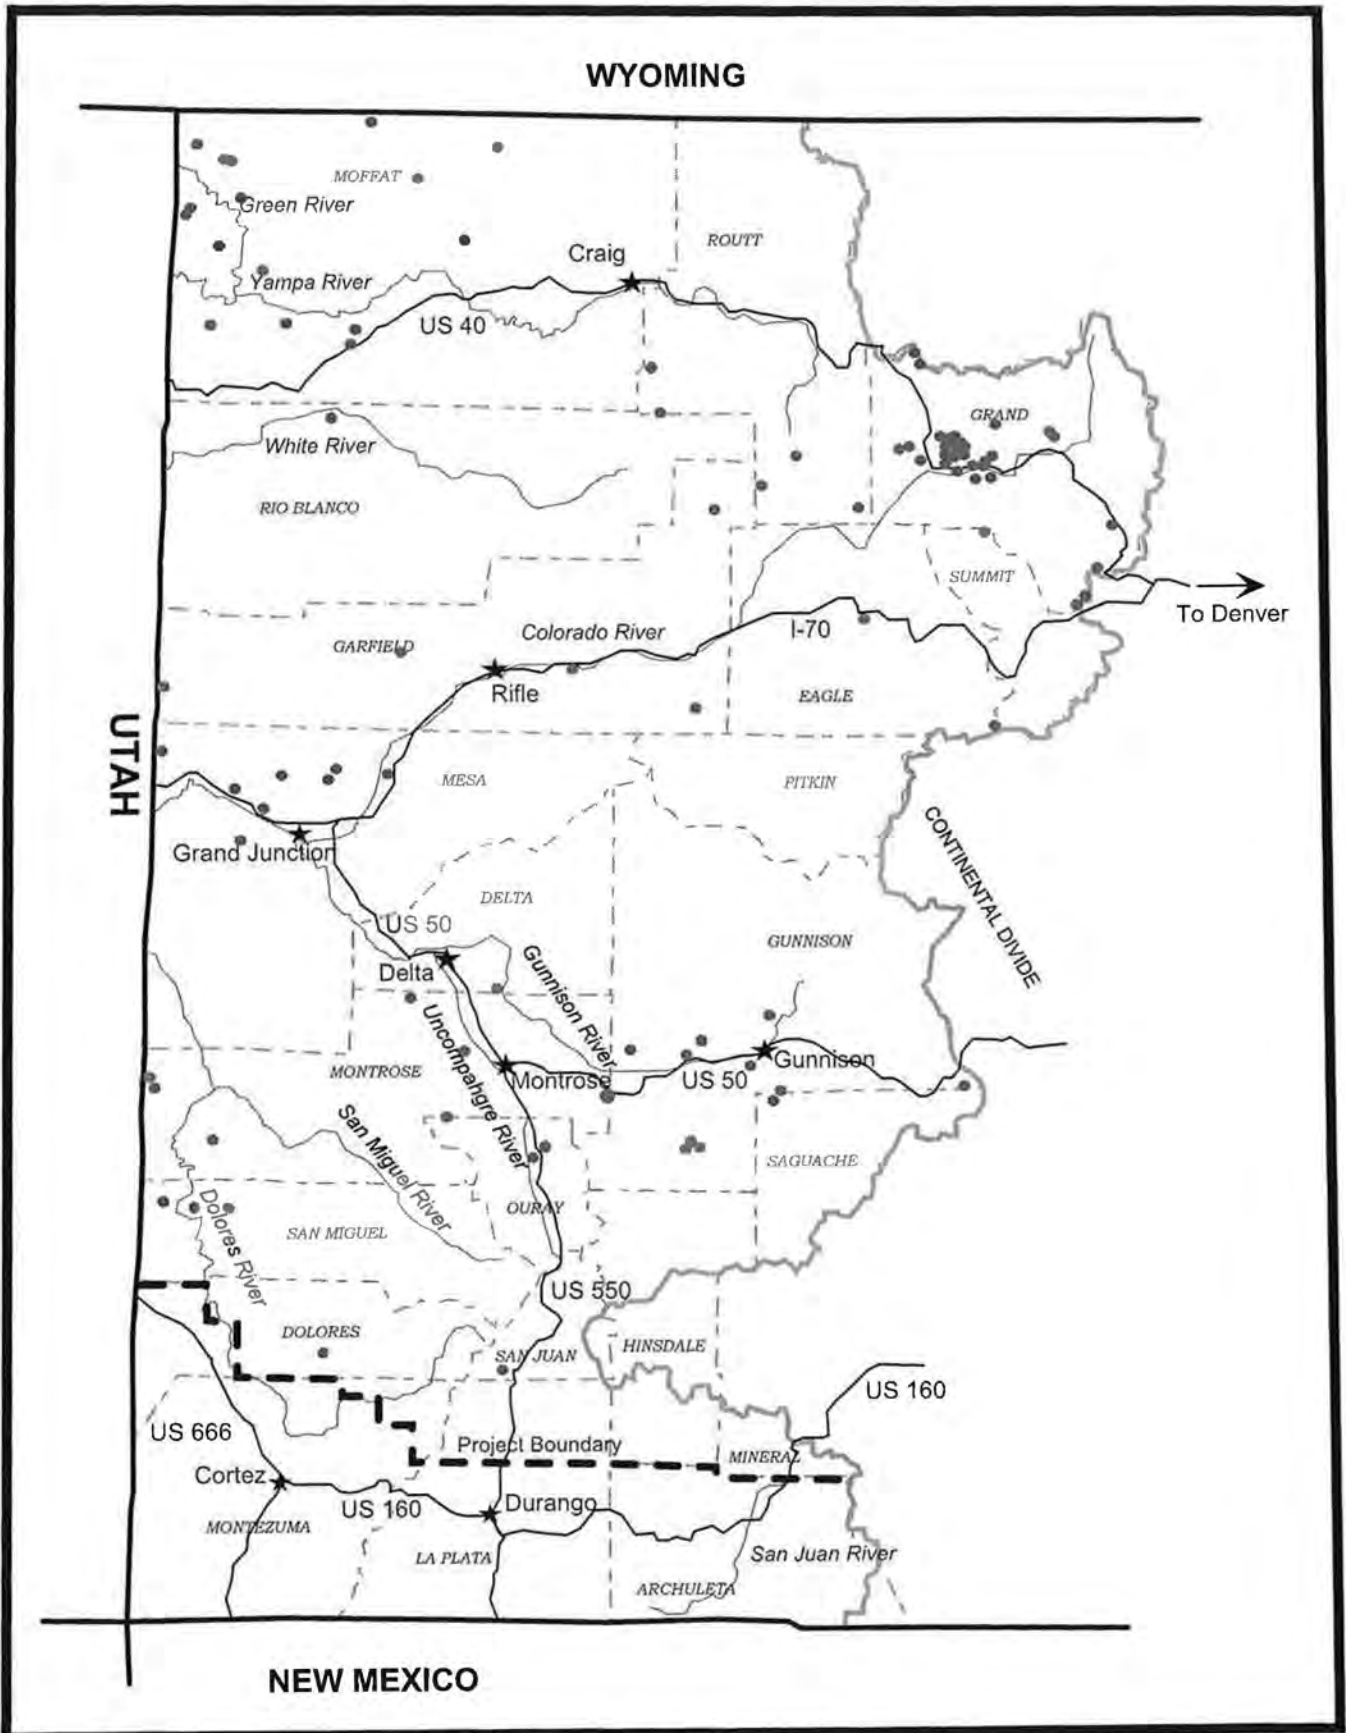 WYOMING
MOFFAT
Green River
ROUTT
Craig
Yampa River
US 40
GRAND
White River
RIO BLANCO
SUMMIT
To Denver
Colorado River
I-70
GARFIELD
Rifle
EAGLE
UTAH
MESA
PITKIN
Grand Junction
CONTINENTAL DIVIDE
DELTA
US 50
GUNNISON
Delta
Gunnison River
Uncompahgre River
Gunnison
MONTROSE
Montrose
US 50
San Miguel River
SAGUACHE
Dolores River
OURAY
SAN MIGUEL
US 550
DOLORES
SAN JUAN
HINSDALE
US 160
US 666
Project Boundary
MINERAL
Cortez
US 160
Durango
MONTEZUMA
LA PLATA
San Juan River
ARCHULETA
NEW MEXICO